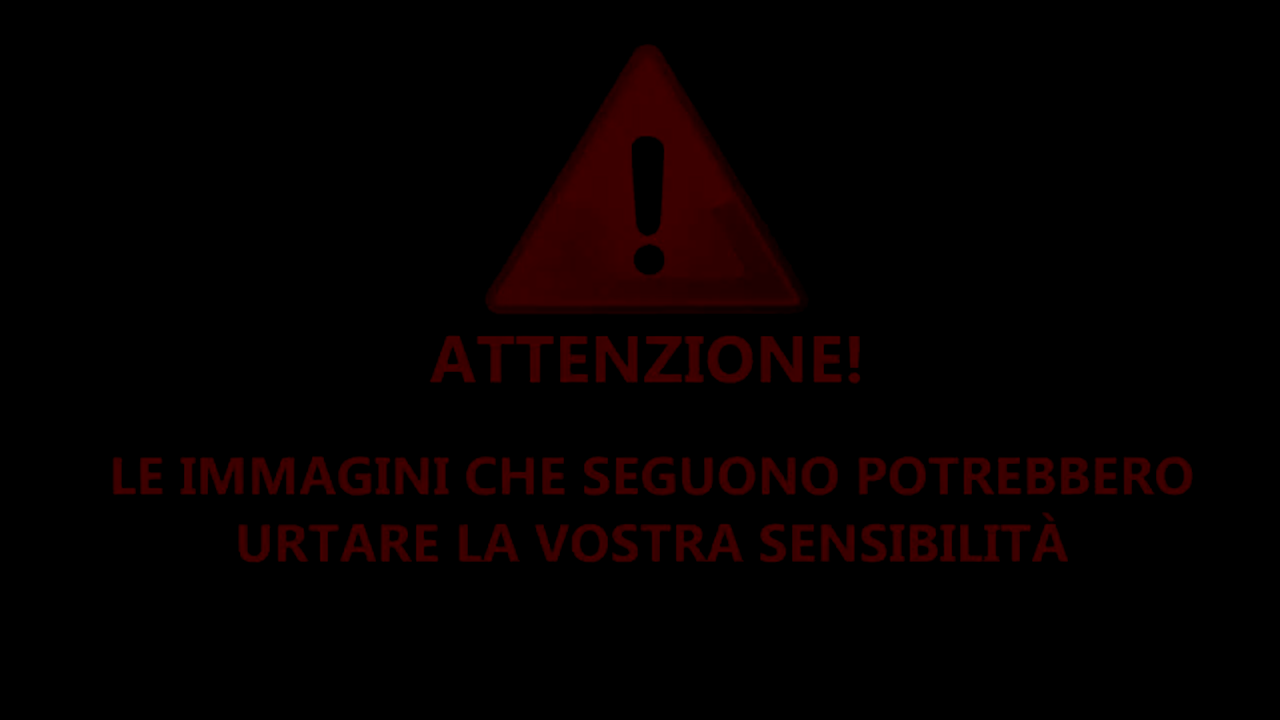 ATTENZIONE!
LE IMMAGINI CHE SEGUONO POTREBBERO
URTARE LA VOSTRA SENSIBILITÀ